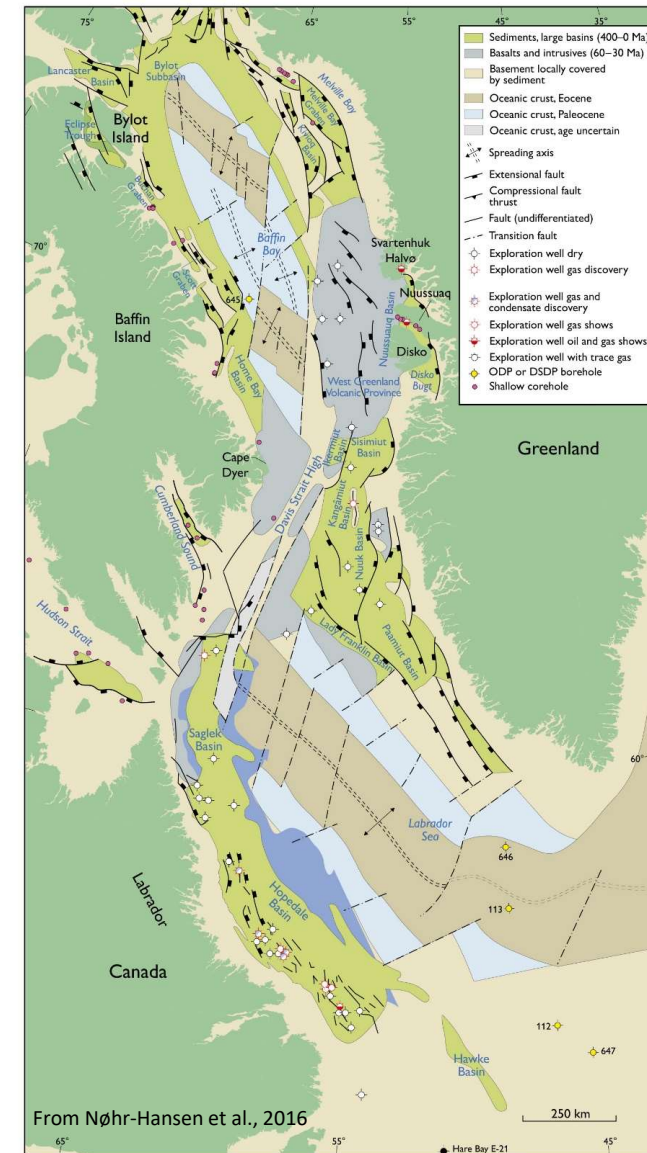 75°
65°
55°
45°
35°
Sediments, large basins (400–0 Ma)
Basalts and intrusives (60–30 Ma)
Basement locally covered
by sediment
Oceanic crust, Eocene
Oceanic crust, Paleocene
Oceanic crust, age uncertain
Spreading axis
Extensional fault
Compressional fault
thrust
Fault (undifferentiated)
Transition fault
Exploration well dry
Exploration well gas discovery
Exploration well gas and
condensate discovery
Exploration well gas shows
Exploration well oil and gas shows
Exploration well with trace gas
ODP or DSDP borehole
Shallow corehole
Lancaster
Basin
Bylot
Subbasin
Melville Bay
Melville Bay
Graben
Kivioq
Basin
Eclipse
Trough
Bylot
Island
Graben
70°
Baffin
Bay
Svartenhuk
Halvø
Scott
Graben
645
Nuussuaq
Nuussuaq Basin
Baffin
Island
Disko
Home Bay
Basin
Disko
Bugt
West Greenland
Volcanic Province
Cape
Dyer
Ikermiut
Basin
Sisimiut
Basin
Greenland
Davis Strait High
Kangâmiut
Basin
Cumberland Sound
Nuuk Basin
Hudson Strait
Lady Franklin Basin
Paamiut Basin
Saglek
Basin
60°
Labrador
Sea
646
Labrador
Hopedale
Basin
113
Canada
112
647
Hawke
Basin
From Nøhr-Hansen et al., 2016
250 km
65°
55°
45°
Hare Bay E-21